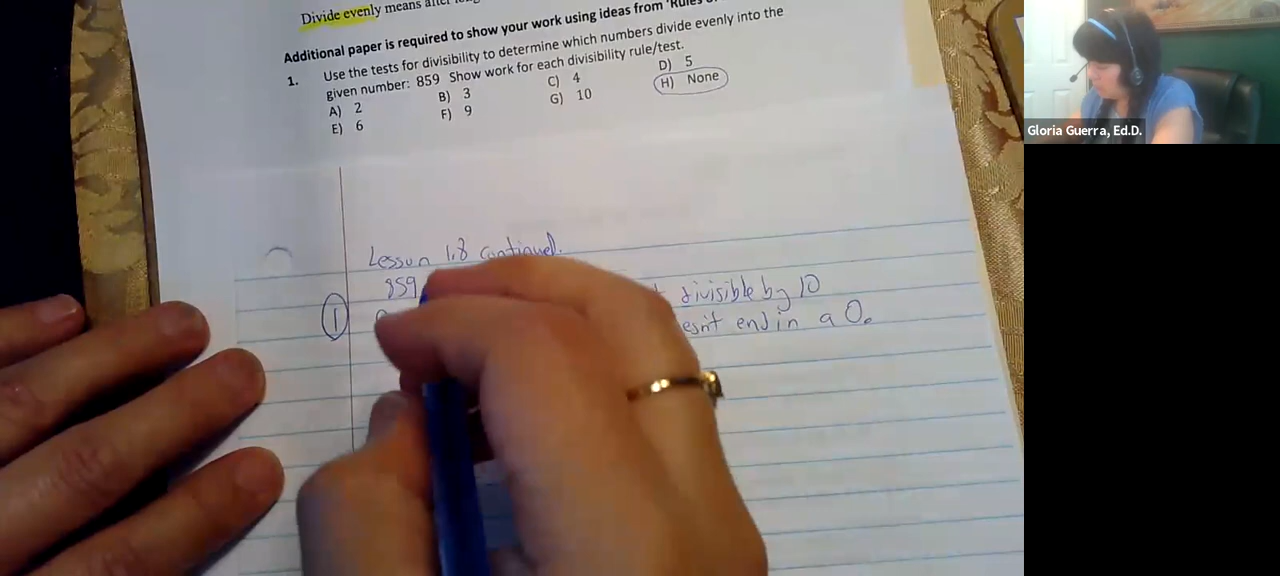 Divide evenly means after
Additional paper is required to show your work using ideas from 'Rules
1. Use the tests for divisibility to determine which numbers divide evenly into the
given number: 859 Show work for each divisibility rule/test.
A) 2 B) 3 C) 4 D) 5
E) 6 F) 9 G) 10 H) None
Gloria Guerra, Ed.D.
Lesson 1.8 continued.
859 divisible by 10
1 end in a 0.